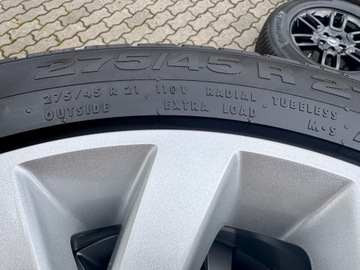 275/45 R 2
275/45 R 21 110V RADIAL TUBELESS
OUTSIDE EXTRA LOAD M+S